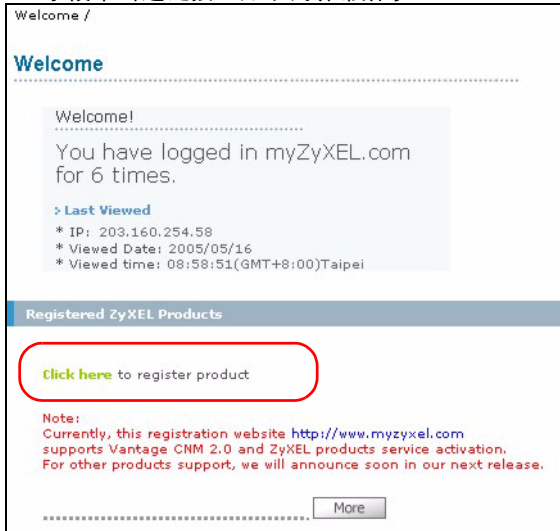 Welcome /
Welcome
Welcome!
You have logged in myZyXEL.com
for 6 times.
> Last Viewed
* IP: 203.160.254.58
* Viewed Date: 2005/05/16
* Viewed time: 08:58:51(GMT+8:00)Taipei
Registered ZyXEL Products
Click here to register product
Note:
Currently, this registration website http://www.myzyxel.com
supports Vantage CNM 2.0 and ZyXEL products service activation.
For other products support, we will announce soon in our next release.
More